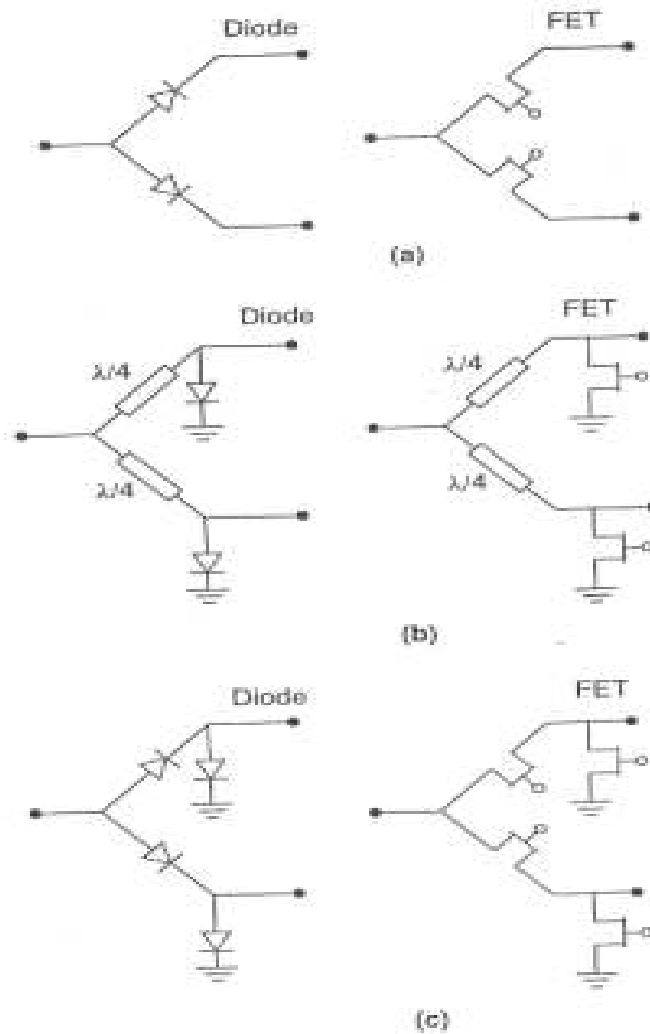 Diode
FET
(a)
Diode
FET
λ/4
λ/4
λ/4
λ/4
(b)
Diode
FET
(c)